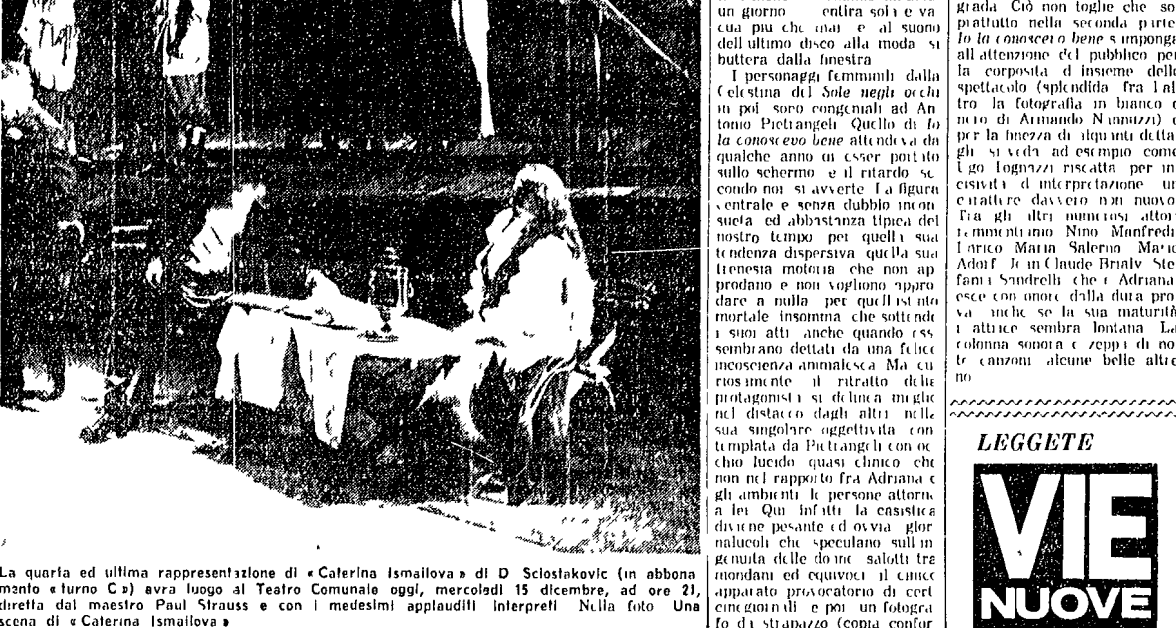 La quarta ed ultima rappresentazione di « Caterina Ismailova » di D Sciostakovic (in abbona
mento « turno C ») avra luogo al Teatro Comunale oggi, mercoledì 15 dicembre, ad ore 21,
diretta dal maestro Paul Strauss e con i medesimi applauditi interpreti Nella foto Una
scena di « Caterina Ismailova »
un giorno sentira sola e va
cua piu che mai e al suono
dell ultimo disco alla moda si
buttera dalla finestra
I personaggi femminili dalla
Celestina del Sole negli occhi
in poi sono congeniali ad An
tonio Pietrangeli Quello di Io
la conoscevo bene attendeva da
qualche anno di esser portato
sullo schermo e il ritardo se
condo noi si avverte La figura
centrale e senza dubbio incon
sueta ed abbastanza tipica del
nostro tempo per quella sua
tendenza dispersiva quella sua
frenesia motoria che non ap
prodano e non vogliono appro
dare a nulla per quell istinto
mortale insomma che sottende
i suoi atti anche quando essi
sembrano dettati da una felice
incoscienza animalesca Ma cu
riosamente il ritratto della
protagonista si delinea meglio
nel distacco dagli altri nella
sua singolare oggettivita con
templata da Pietrangeli con oc
chio lucido quasi clinico che
non nel rapporto fra Adriana e
gli ambienti le persone attorno
a lei Qui infatti la casistica
diviene pesante ed ovvia gior
nalucoli che speculano sull in
genuita delle donne salotti tra
mondani ed equivoci il cinico
apparato provocatorio di certi
cinegiornali e poi un fotogra
fo di strapazzo (copia confor
grada Ciò non toglie che so
prattutto nella seconda parte
Io la conoscevo bene s imponga
all attenzione del pubblico per
la corposita d insieme dello
spettacolo (splendida fra l al
tro la fotografia in bianco e
nero di Armando Nannuzzi) e
per la finezza di alquanti detta
gli si veda ad esempio come
Ugo Tognazzi riscatta per in
cisività d interpretazione un
carattere davvero non nuovo
Tra gli altri numerosi attori
rammentiamo Nino Manfredi
Enrico Maria Salerno Mario
Adorf Jean Claude Brialy Ste
fania Sandrelli che e Adriana
esce con onore dalla dura pro
va anche se la sua maturità
d attrice sembra lontana La
colonna sonora e zeppa di no
te canzoni alcune belle altre
no
LEGGETE
VIE
NUOVE